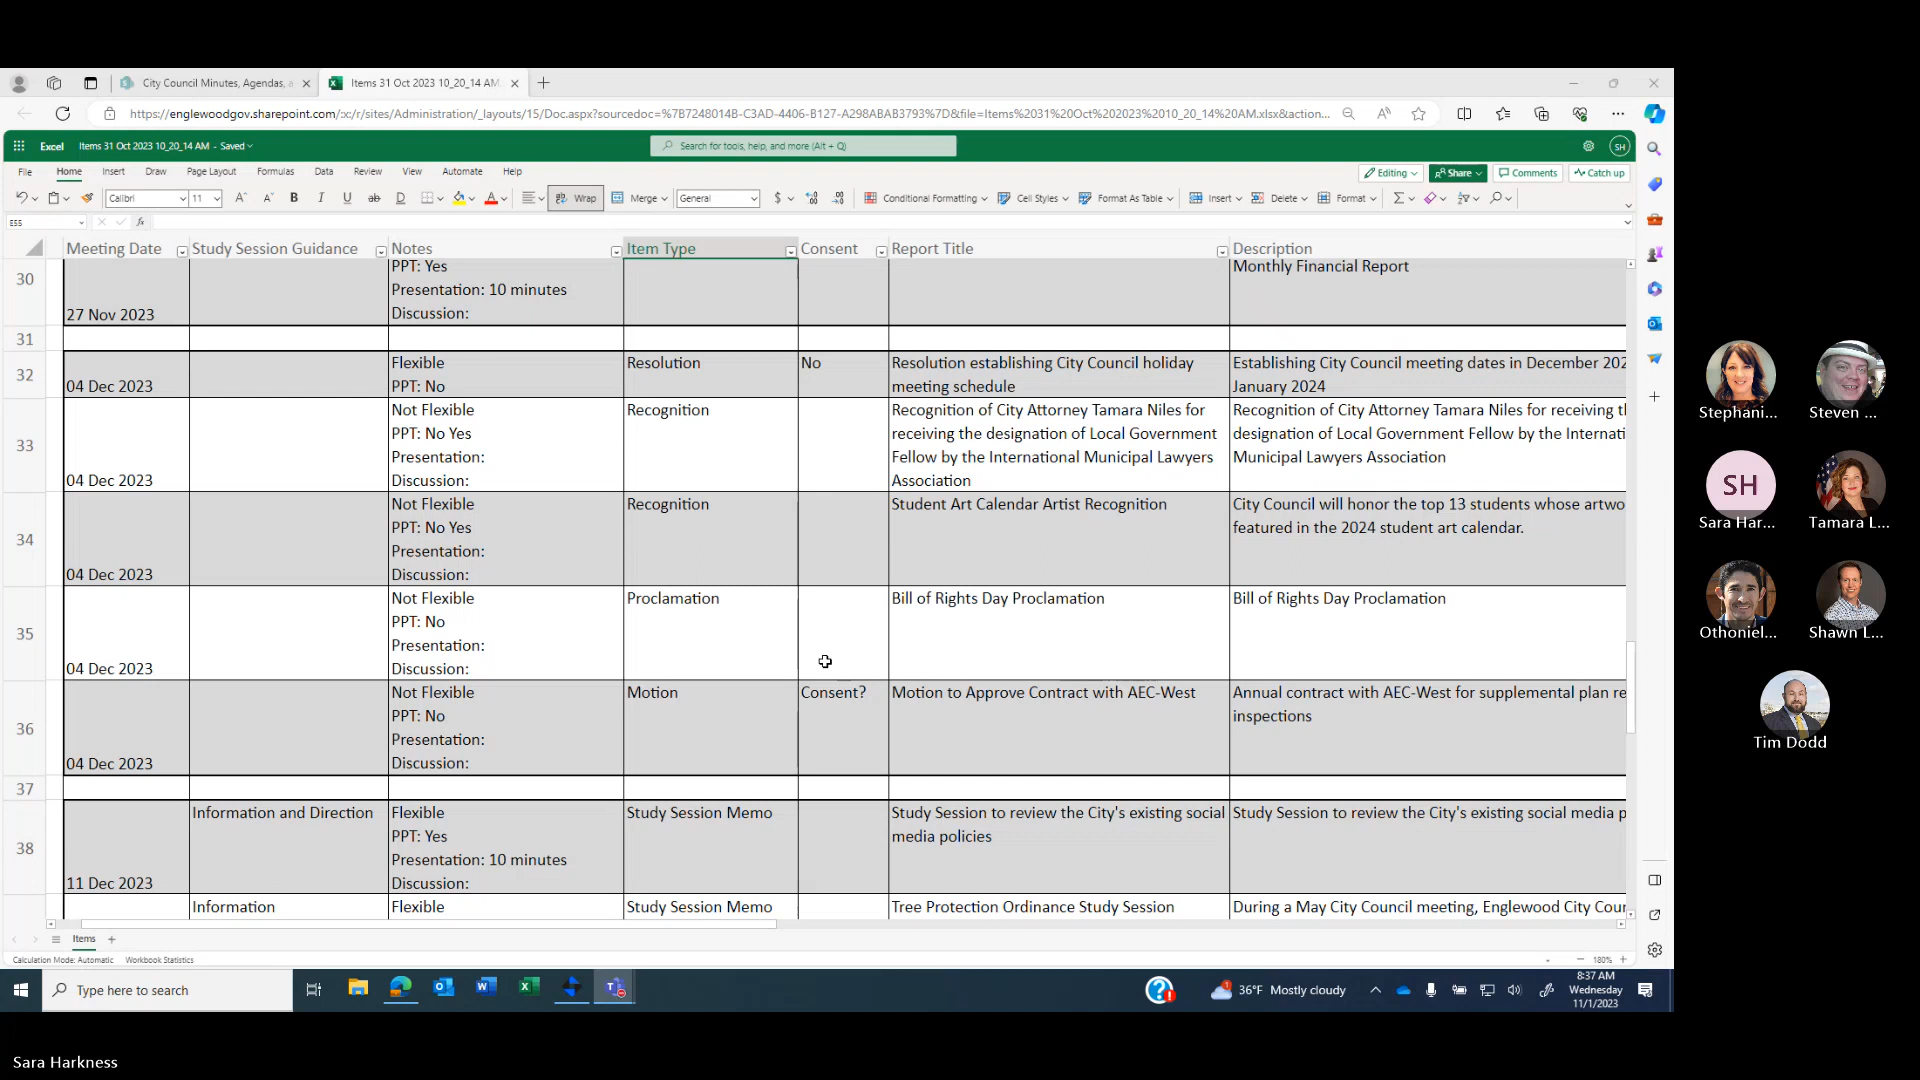 City Council Minutes, Agendas, a
Items 31 Oct 2023 10_20_14 AM.
https://englewoodgov.sharepoint.com/:x:/r/sites/Administration/_layouts/15/Doc.aspx?sourcedoc=%7B7248014B-C3AD-4406-B127-A298ABAB3793%7D&file=Items%2031%20Oct%202023%2010_20_14%20AM.xlsx&action...
Excel Items 31 Oct 2023 10_20_14 AM - Saved
Search for tools, help, and more (Alt + Q)
SH
File Home Insert Draw Page Layout Formulas Data Review View Automate Help
Editing Share Comments Catch up
Calibri 11 Wrap Merge General Conditional Formatting Cell Styles Format As Table Insert Delete Format
E55
Meeting Date Study Session Guidance Notes Item Type Consent Report Title Description
30
27 Nov 2023
PPT: Yes
Presentation: 10 minutes
Discussion:
Monthly Financial Report
31
32
04 Dec 2023
Flexible
PPT: No
Resolution
No
Resolution establishing City Council holiday
meeting schedule
Establishing City Council meeting dates in December 202
January 2024
33
04 Dec 2023
Not Flexible
PPT: No Yes
Presentation:
Discussion:
Recognition
Recognition of City Attorney Tamara Niles for
receiving the designation of Local Government
Fellow by the International Municipal Lawyers
Association
Recognition of City Attorney Tamara Niles for receiving th
designation of Local Government Fellow by the Internati
Municipal Lawyers Association
34
04 Dec 2023
Not Flexible
PPT: No Yes
Presentation:
Discussion:
Recognition
Student Art Calendar Artist Recognition
City Council will honor the top 13 students whose artwo
featured in the 2024 student art calendar.
35
04 Dec 2023
Not Flexible
PPT: No
Presentation:
Discussion:
Proclamation
Bill of Rights Day Proclamation
Bill of Rights Day Proclamation
36
04 Dec 2023
Not Flexible
PPT: No
Presentation:
Discussion:
Motion
Consent?
Motion to Approve Contract with AEC-West
Annual contract with AEC-West for supplemental plan re
inspections
37
38
11 Dec 2023
Information and Direction
Flexible
PPT: Yes
Presentation: 10 minutes
Discussion:
Study Session Memo
Study Session to review the City's existing social
media policies
Study Session to review the City's existing social media p
Information
Flexible
Study Session Memo
Tree Protection Ordinance Study Session
During a May City Council meeting, Englewood City Cour
Items
Calculation Mode: Automatic Workbook Statistics
180%
Type here to search
36°F Mostly cloudy
8:37 AM
Wednesday
11/1/2023
Stephani...
Steven ...
SH
Sara Har...
Tamara L...
Othoniel...
Shawn L...
Tim Dodd
Sara Harkness